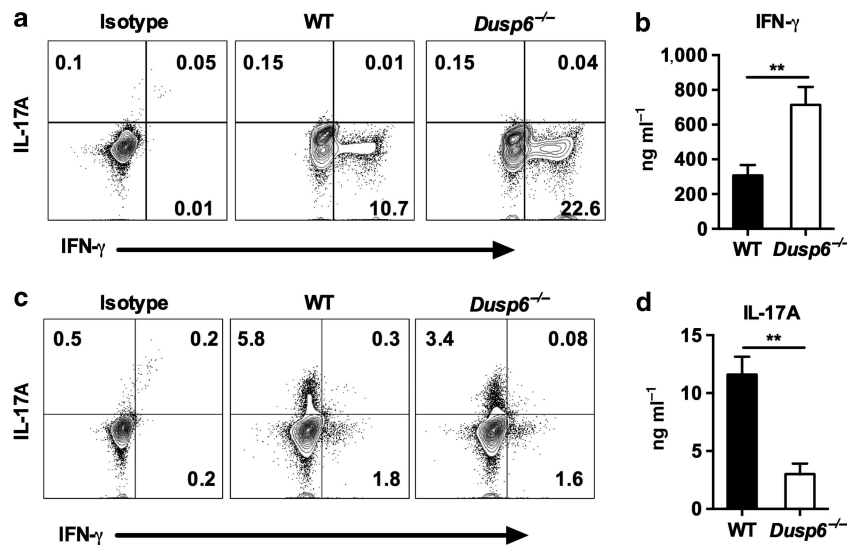 a
Isotype
WT
Dusp6–/–
IL-17A
0.1
0.05
0.01
0.15
0.01
10.7
0.15
0.04
22.6
IFN-γ
b
IFN-γ
**
ng ml–1
1,000
800
600
400
200
0
WT Dusp6–/–
c
Isotype
WT
Dusp6–/–
IL-17A
0.5
0.2
0.2
5.8
0.3
1.8
3.4
0.08
1.6
IFN-γ
d
IL-17A
**
ng ml–1
15
10
5
0
WT Dusp6–/–